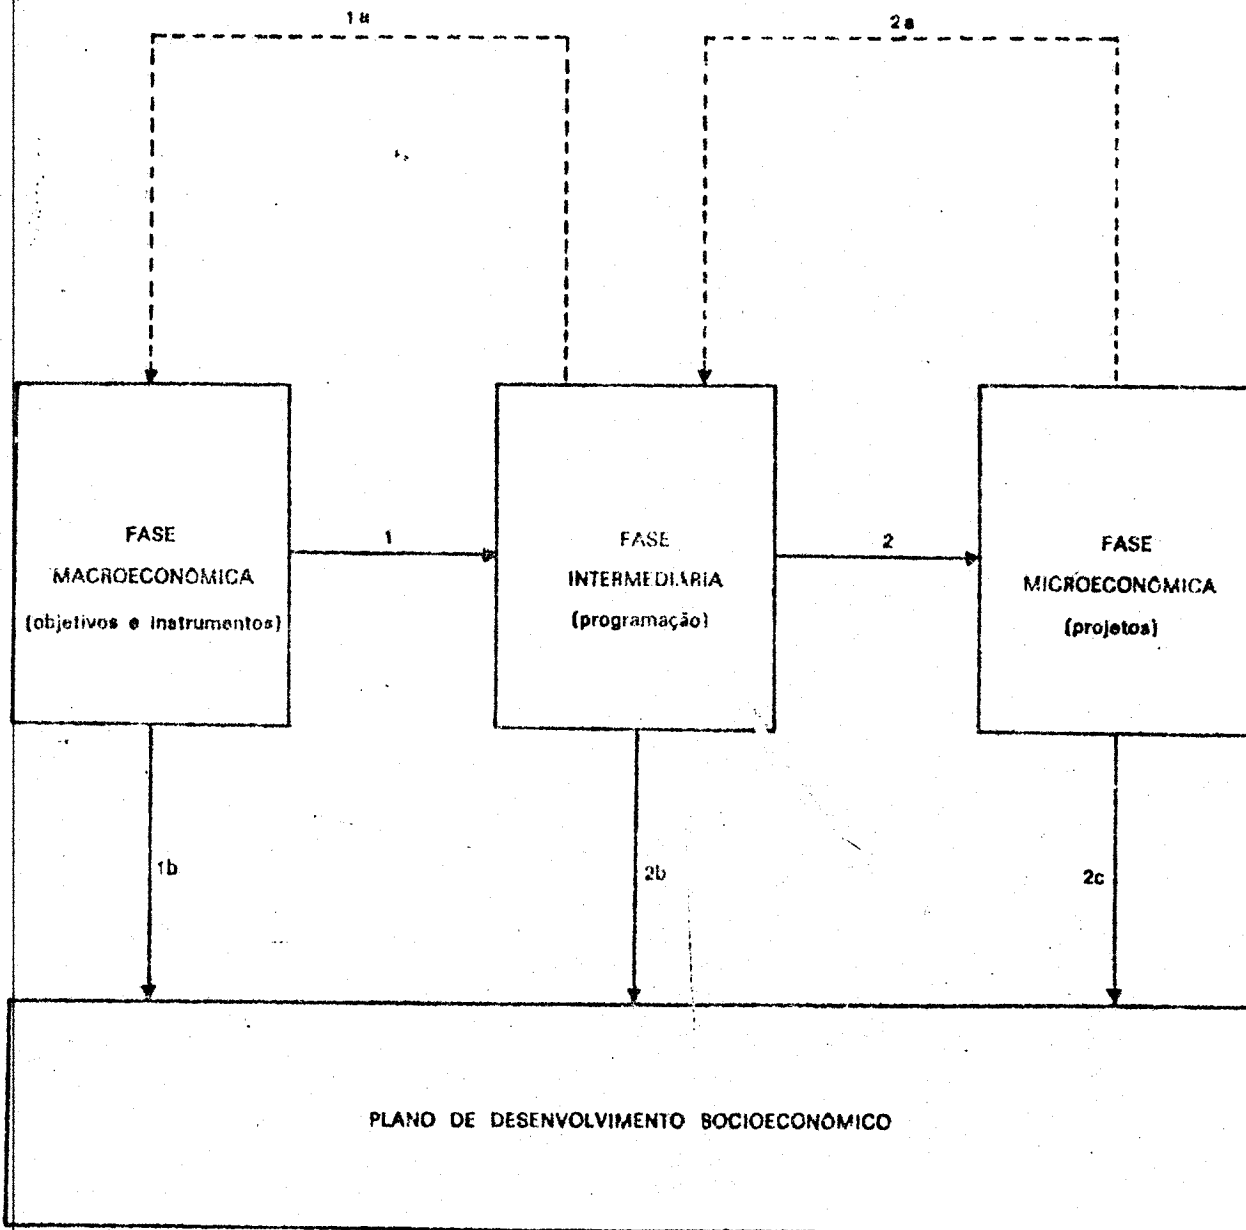 1a
2a
FASE
MACROECONÔMICA
(objetivos e instrumentos)
1
FASE
INTERMEDIÁRIA
(programação)
2
FASE
MICROECONÔMICA
(projetos)
1b
2b
2c
PLANO DE DESENVOLVIMENTO SOCIOECONÔMICO